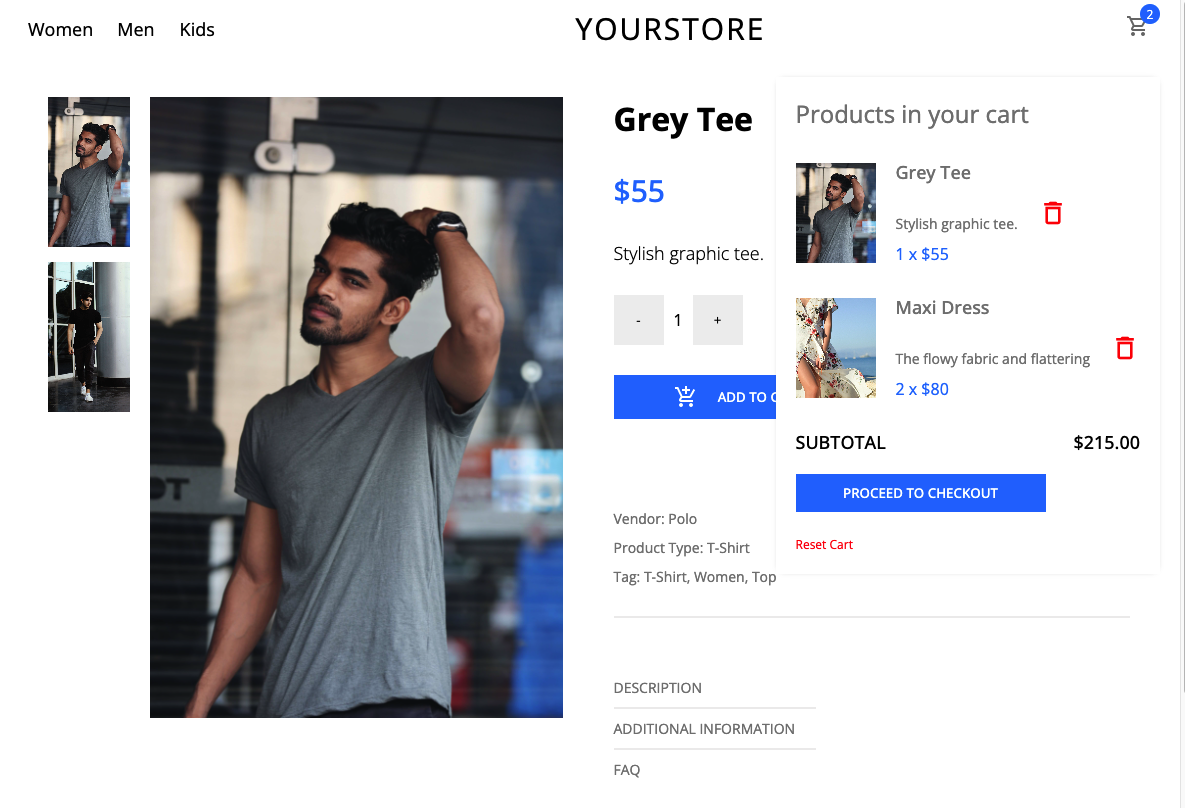 Women Men Kids
YOURSTORE
2
Grey Tee
$55
Stylish graphic tee.
- 1 +
ADD TO C
Vendor: Polo
Product Type: T-Shirt
Tag: T-Shirt, Women, Top
DESCRIPTION
ADDITIONAL INFORMATION
FAQ
Products in your cart
Grey Tee
Stylish graphic tee.
1 x $55
Maxi Dress
The flowy fabric and flattering
2 x $80
SUBTOTAL $215.00
PROCEED TO CHECKOUT
Reset Cart